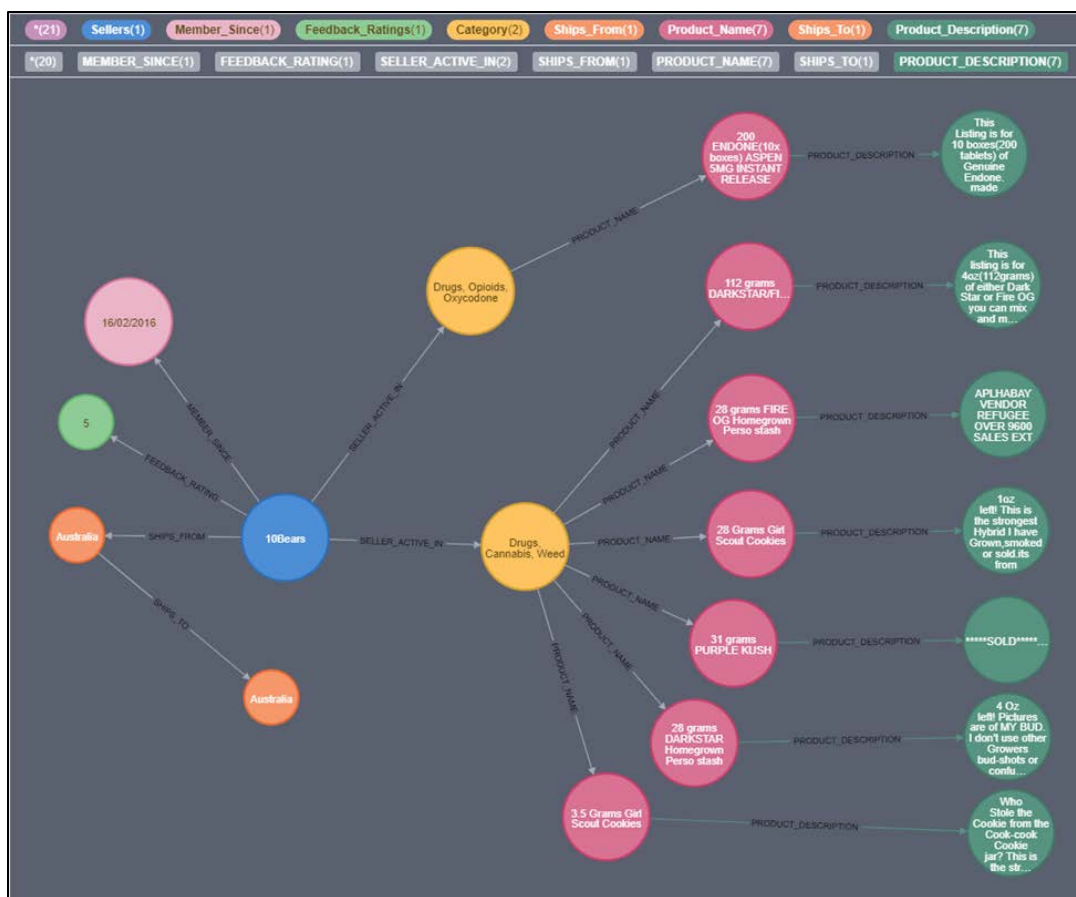 *(21) Sellers(1) Member_Since(1) Feedback_Ratings(1) Category(2) Ships_From(1) Product_Name(7) Ships_To(1) Product_Description(7)
*(20) MEMBER_SINCE(1) FEEDBACK_RATING(1) SELLER_ACTIVE_IN(2) SHIPS_FROM(1) PRODUCT_NAME(7) SHIPS_TO(1) PRODUCT_DESCRIPTION(7)
200
ENDONE(10x
boxes) ASPEN
5MG INSTANT
RELEASE
PRODUCT_DESCRIPTION
This
Listing is for
10 boxes(200
tablets) of
Genuine
Endone.
made
PRODUCT_NAME
Drugs, Opioids,
Oxycodone
112 grams
DARKSTAR/FI...
PRODUCT_DESCRIPTION
This
listing is for
4oz(112grams)
of either Dark
Star or Fire OG
you can mix
and m...
16/02/2016
MEMBER_SINCE
SELLER_ACTIVE_IN
PRODUCT_NAME
5
FEEDBACK_RATING
28 grams FIRE
OG Homegrown
Perso stash
PRODUCT_DESCRIPTION
APLHABAY
VENDOR
REFUGEE
OVER 9600
SALES EXT
PRODUCT_NAME
Australia
SHIPS_FROM
10Bears
SELLER_ACTIVE_IN
Drugs,
Cannabis, Weed
PRODUCT_NAME
28 Grams Girl
Scout Cookies
PRODUCT_DESCRIPTION
1oz
left! This is
the strongest
Hybrid I have
Grown,smoked
or sold.its
from
SHIPS_TO
Australia
PRODUCT_NAME
31 grams
PURPLE KUSH
PRODUCT_DESCRIPTION
*****SOLD*****...
PRODUCT_NAME
28 grams
DARKSTAR
Homegrown
Perso stash
PRODUCT_DESCRIPTION
4 Oz
left! Pictures
are of MY BUD.
I don't use other
Growers
bud-shots or
confu...
PRODUCT_NAME
3.5 Grams Girl
Scout Cookies
PRODUCT_DESCRIPTION
Who
Stole the
Cookie from the
Cook-cook
Cookie
jar? This is
the str...